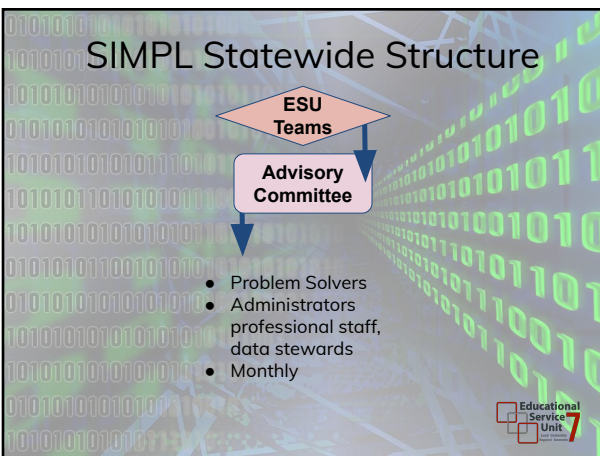 SIMPL Statewide Structure
ESU
Teams
Advisory
Committee
● Problem Solvers
● Administrators
professional staff,
data stewards
● Monthly
Educational
Service
Unit 7